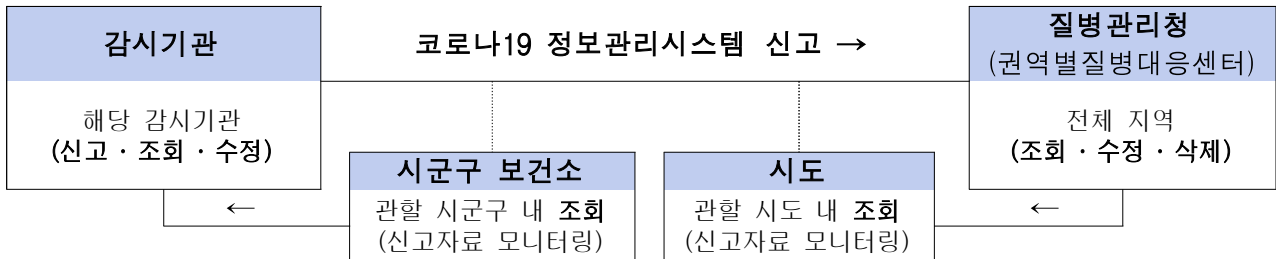 감시기관
해당 감시기관
(신고 · 조회 · 수정)
코로나19 정보관리시스템 신고 →
질병관리청
(권역별질병대응센터)
전체 지역
(조회 · 수정 · 삭제)
←
시군구 보건소
관할 시군구 내 조회
(신고자료 모니터링)
시도
관할 시도 내 조회
(신고자료 모니터링)
←